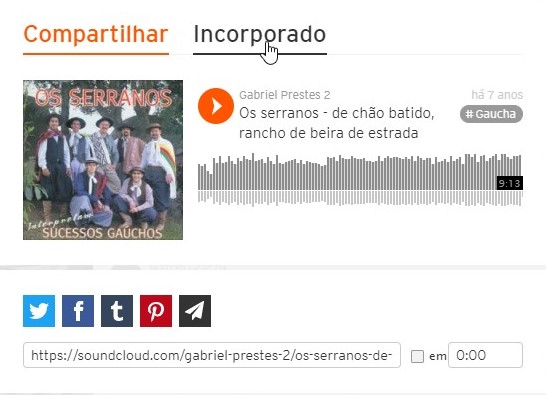 Compartilhar Incorporado
OS SERRANOS
Interpretam
SUCESSOS GAÚCHOS
Gabriel Prestes 2
há 7 anos
Os serranos - de chão batido,
rancho de beira de estrada
# Gaucha
9:13
https://soundcloud.com/gabriel-prestes-2/os-serranos-de-
em 0:00